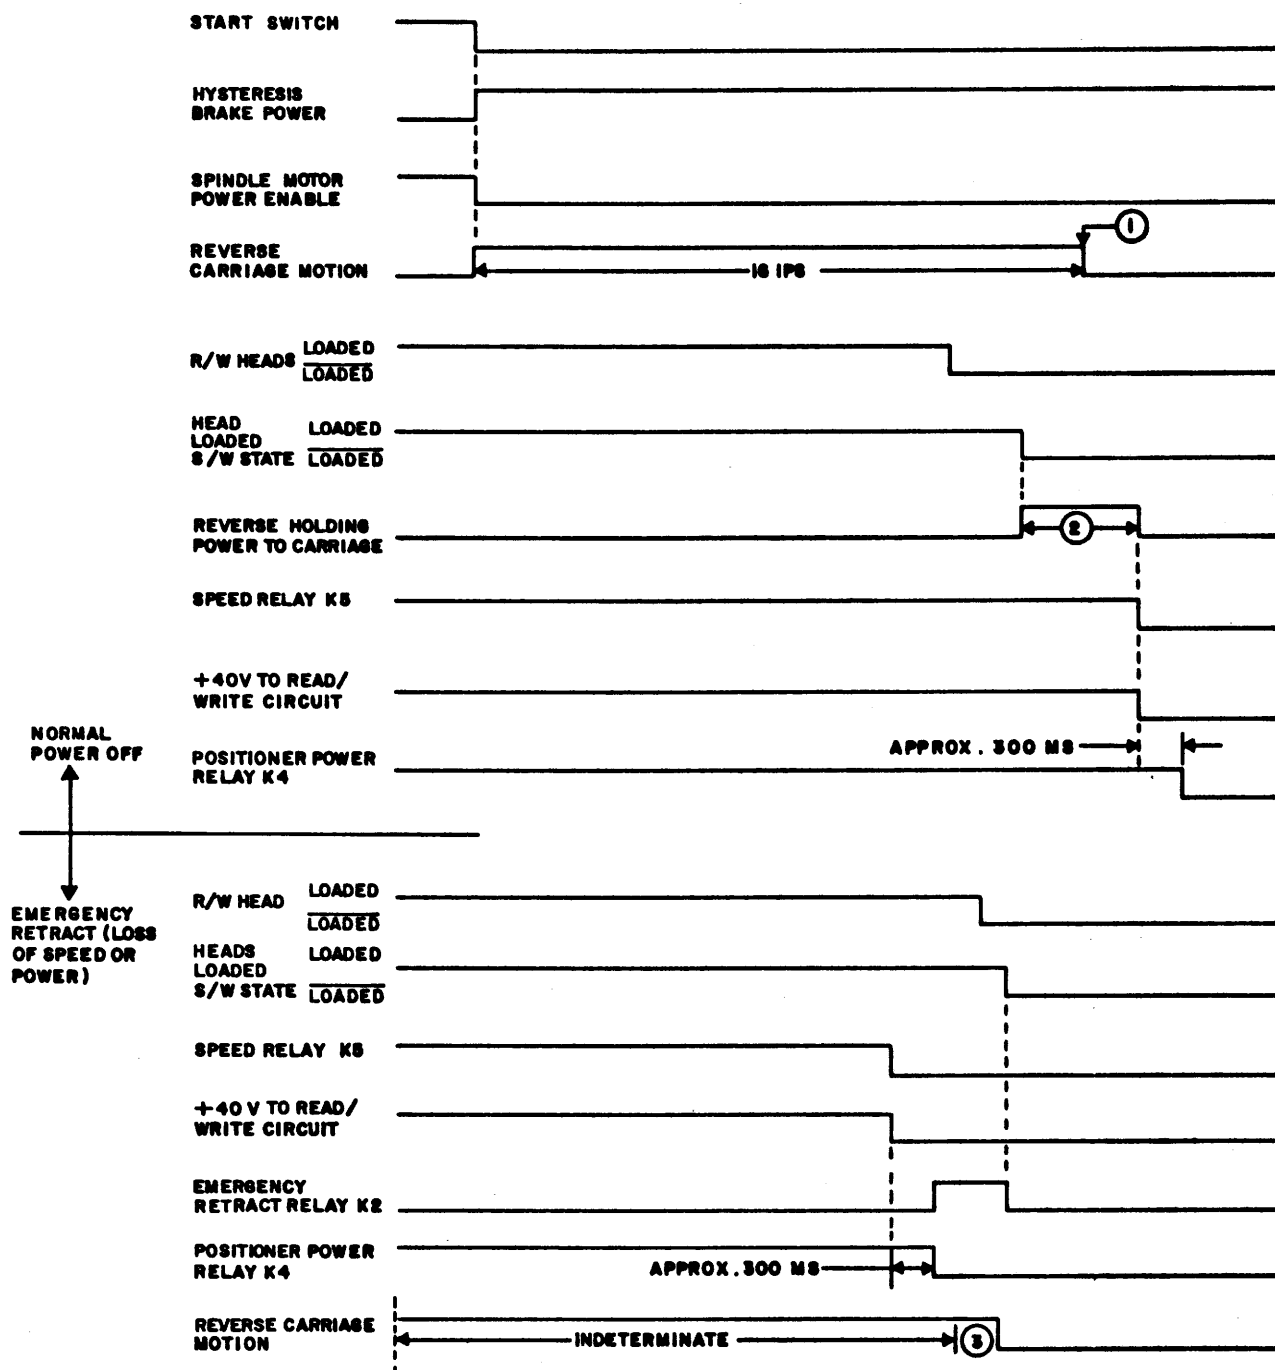 START SWITCH
HYSTERESIS
BRAKE POWER
SPINDLE MOTOR
POWER ENABLE
1
REVERSE
CARRIAGE MOTION
16 IPS
R/W HEADS LOADED
LOADED
HEAD
LOADED LOADED
S/W STATE LOADED
REVERSE HOLDING
POWER TO CARRIAGE
2
SPEED RELAY K5
+40V TO READ/
WRITE CIRCUIT
NORMAL
POWER OFF
APPROX. 300 MS
POSITIONER POWER
RELAY K4
EMERGENCY
RETRACT (LOSS
OF SPEED OR
POWER)
R/W HEAD LOADED
LOADED
HEADS LOADED
LOADED
S/W STATE LOADED
SPEED RELAY K5
+40 V TO READ/
WRITE CIRCUIT
EMERGENCY
RETRACT RELAY K2
POSITIONER POWER
RELAY K4
APPROX. 300 MS
REVERSE CARRIAGE
MOTION
INDETERMINATE
3